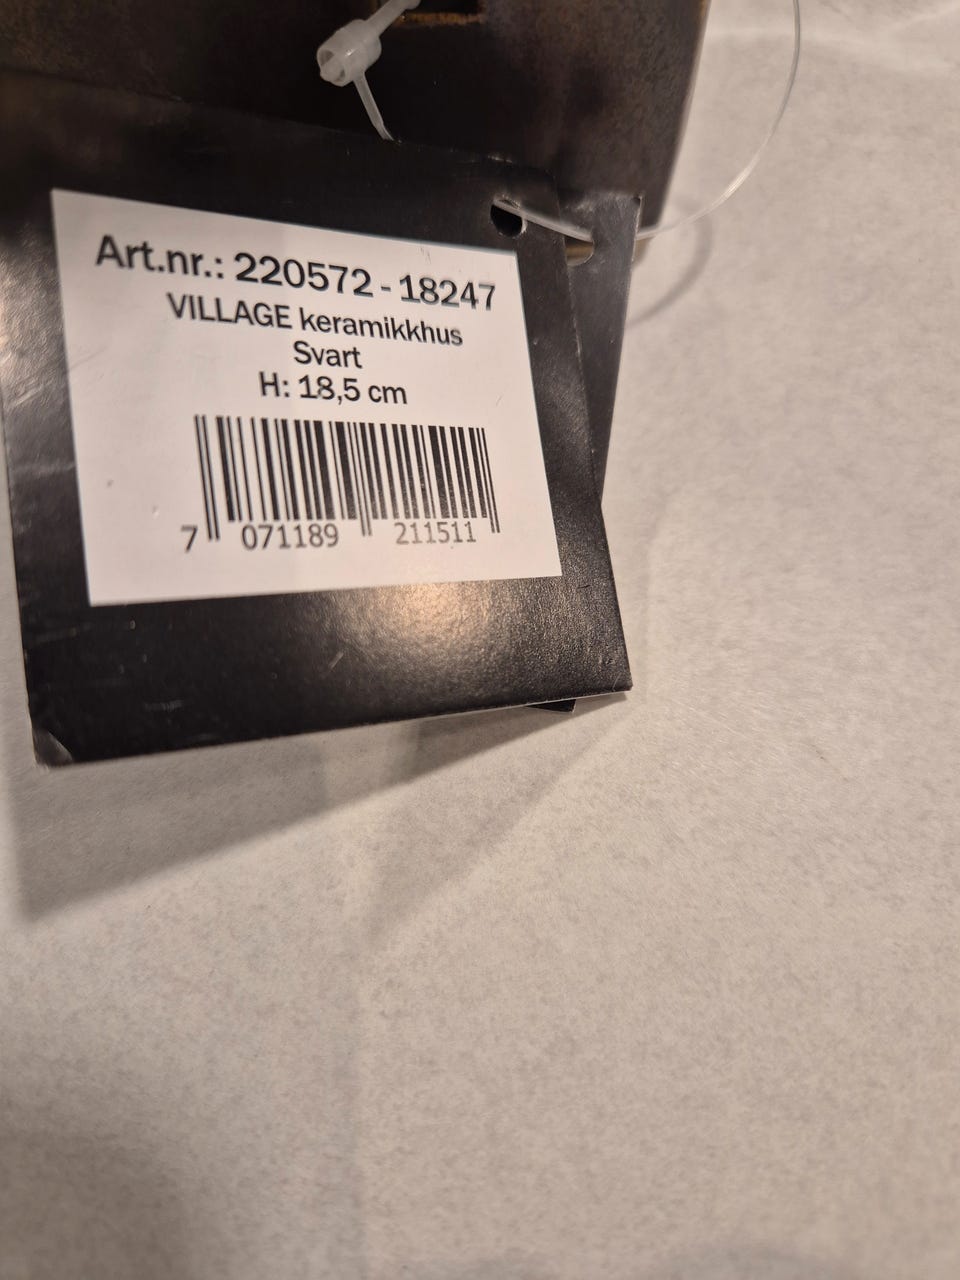 Art.nr.: 220572 - 18247
VILLAGE keramikkhus
Svart
H: 18,5 cm
7 071189 211511